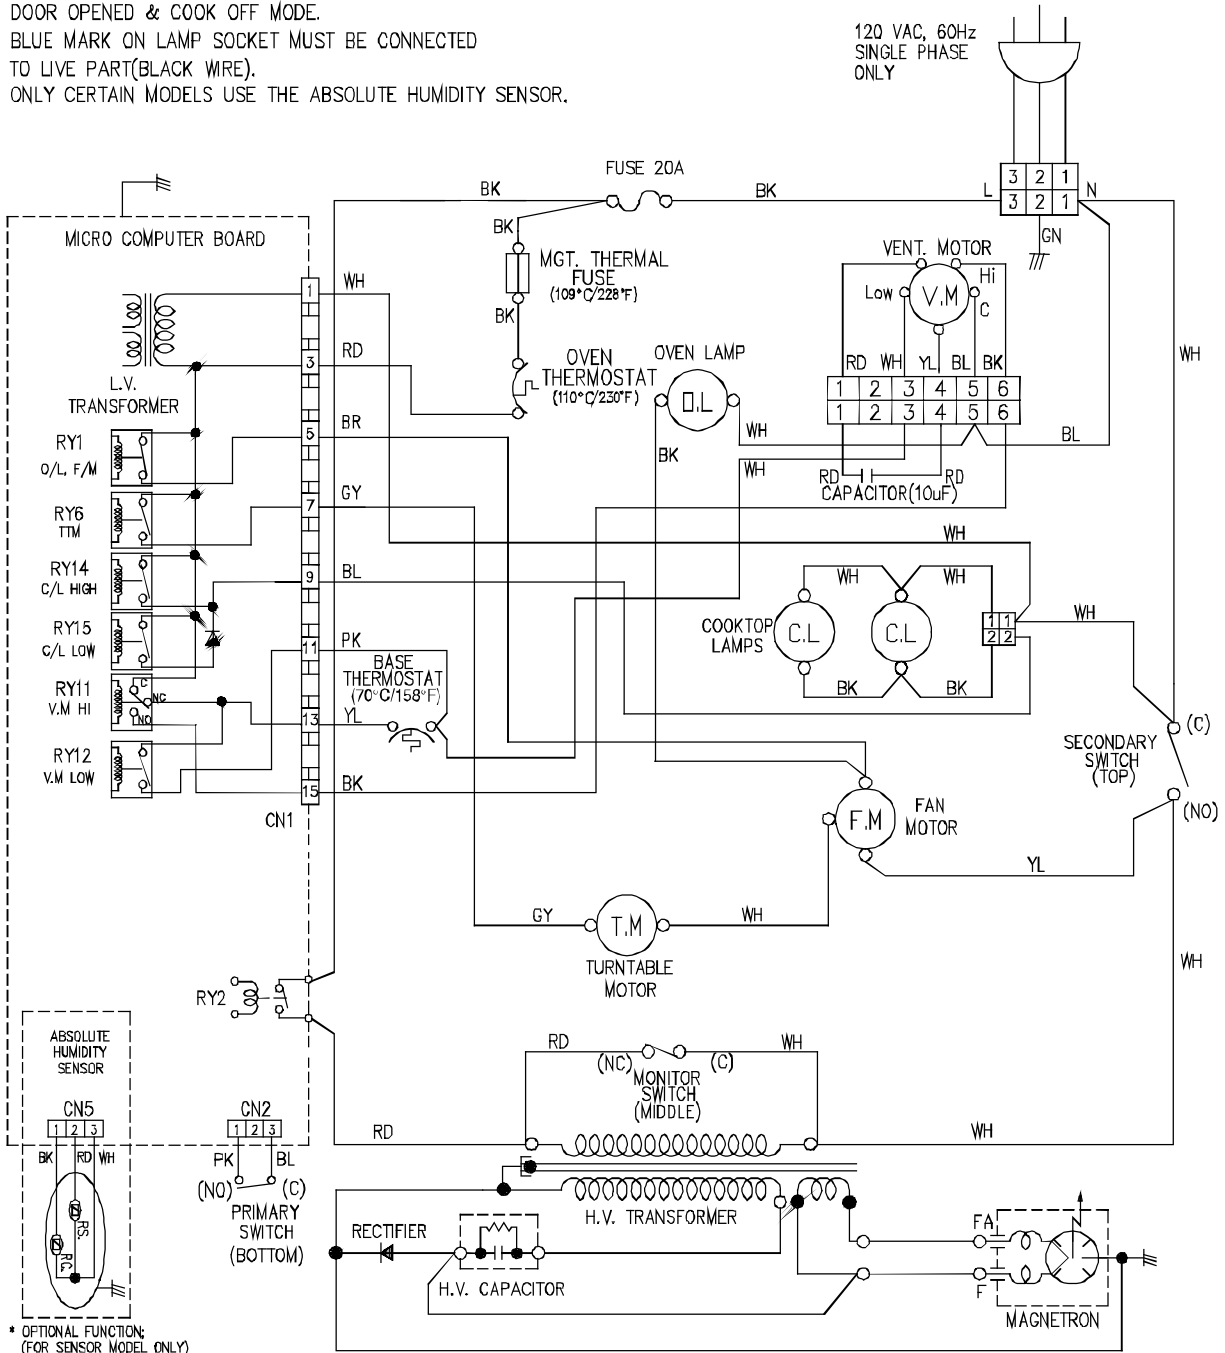 DOOR OPENED & COOK OFF MODE.
BLUE MARK ON LAMP SOCKET MUST BE CONNECTED
TO LIVE PART(BLACK WIRE).
ONLY CERTAIN MODELS USE THE ABSOLUTE HUMIDITY SENSOR.
120 VAC, 60Hz
SINGLE PHASE
ONLY
FUSE 20A
BK
BK
L
3 2 1
3 2 1
N
GN
MICRO COMPUTER BOARD
BK
MGT. THERMAL
FUSE
(109°C/228°F)
BK
VENT. MOTOR
Hi
Low
V.M
C
1
WH
3
RD
OVEN
THERMOSTAT
(110°C/230°F)
OVEN LAMP
O.L
RD WH YL BL BK
1 2 3 4 5 6
1 2 3 4 5 6
WH
L.V.
TRANSFORMER
RY1
O/L, F/M
5
BR
WH
BL
BK
WH
RD
RD
CAPACITOR(10uF)
RY6
TTM
7
GY
WH
RY14
C/L HIGH
9
BL
WH
WH
RY15
C/L LOW
11
PK
COOKTOP
LAMPS
C.L
C.L
1 1
2 2
WH
BASE
THERMOSTAT
(70°C/158°F)
BK
BK
RY11
V.M HI
C
NC
NO
13
YL
(C)
SECONDARY
SWITCH
(TOP)
(NO)
RY12
V.M LOW
15
BK
CN1
F.M
FAN
MOTOR
YL
GY
T.M
WH
TURNTABLE
MOTOR
WH
RY2
ABSOLUTE
HUMIDITY
SENSOR
RD
(NC)
(C)
WH
MONITOR
SWITCH
(MIDDLE)
CN5
1 2 3
CN2
1 2 3
RD
WH
BK RD WH
PK
BL
(NO)
(C)
PRIMARY
SWITCH
(BOTTOM)
RS.
RC.
H.V. TRANSFORMER
RECTIFIER
H.V. CAPACITOR
FA
F
MAGNETRON
* OPTIONAL FUNCTION;
(FOR SENSOR MODEL ONLY)